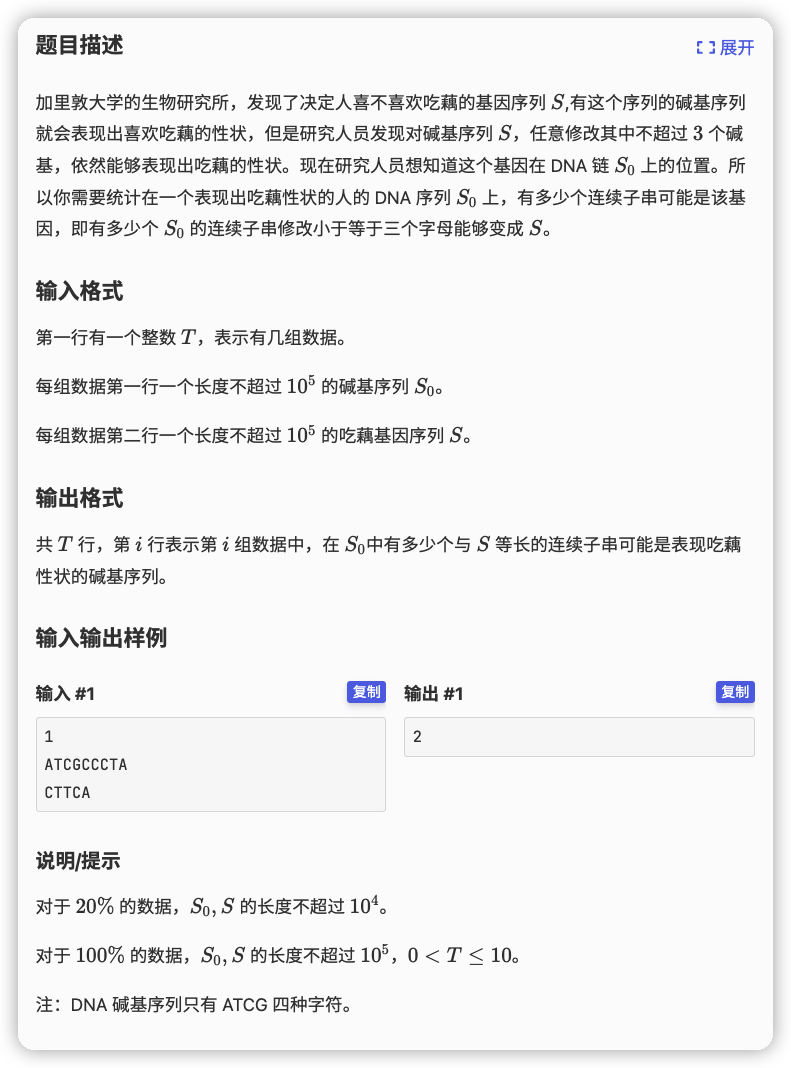 题目描述
展开
加里敦大学的生物研究所，发现了决定人喜不喜欢吃藕的基因序列 S,有这个序列的碱基序列
就会表现出喜欢吃藕的性状，但是研究人员发现对碱基序列 S，任意修改其中不超过 3 个碱
基，依然能够表现出吃藕的性状。现在研究人员想知道这个基因在 DNA 链 S₀ 上的位置。所
以你需要统计在一个表现出吃藕性状的人的 DNA 序列 S₀ 上，有多少个连续子串可能是该基
因，即有多少个 S₀ 的连续子串修改小于等于三个字母能够变成 S。
输入格式
第一行有一个整数 T，表示有几组数据。
每组数据第一行一个长度不超过 10⁵ 的碱基序列 S₀。
每组数据第二行一个长度不超过 10⁵ 的吃藕基因序列 S。
输出格式
共 T 行，第 i 行表示第 i 组数据中，在 S₀中有多少个与 S 等长的连续子串可能是表现吃藕
性状的碱基序列。
输入输出样例
输入 #1
复制
1
ATCGCCCTA
CTTCA
输出 #1
复制
2
说明/提示
对于 20% 的数据，S₀, S 的长度不超过 10⁴。
对于 100% 的数据，S₀, S 的长度不超过 10⁵，0 < T ≤ 10。
注：DNA 碱基序列只有 ATCG 四种字符。